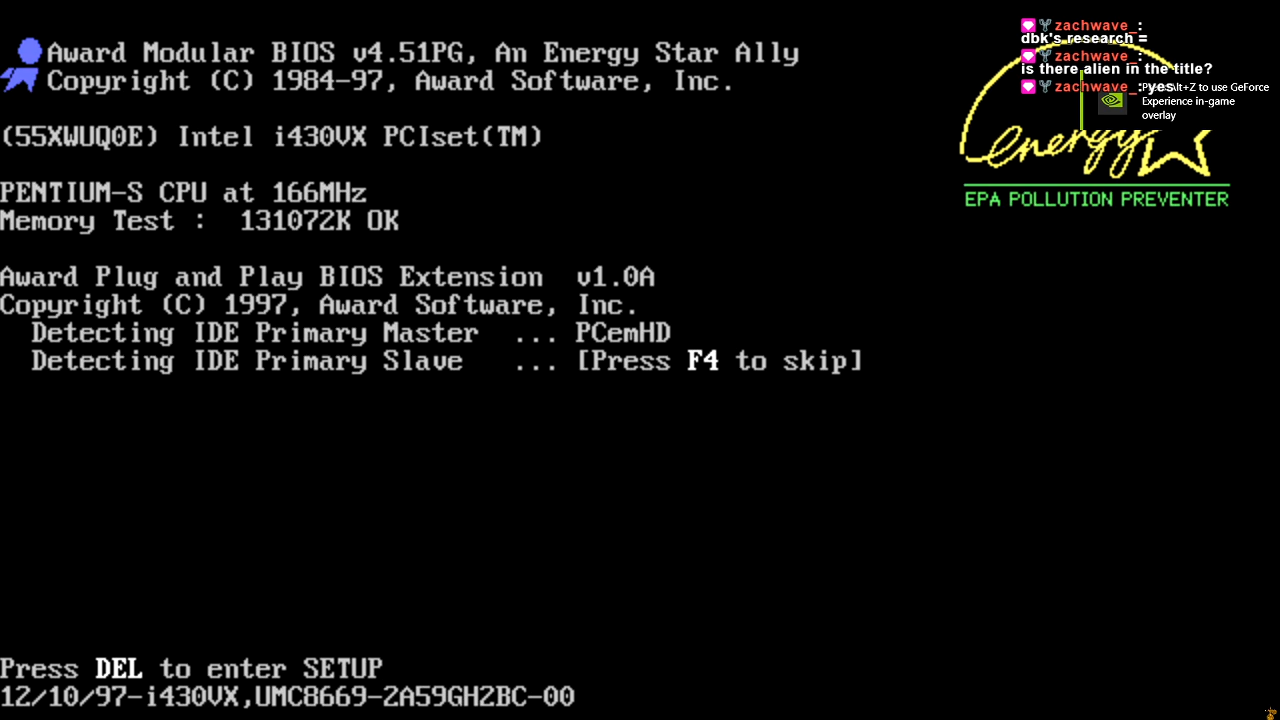 Award Modular BIOS v4.51PG, An Energy Star Ally
Copyright (C) 1984-97, Award Software, Inc.
(55XWUQ0E) Intel i430VX PCIset(TM)
PENTIUM-S CPU at 166MHz
Memory Test :  131072K OK
Award Plug and Play BIOS Extension  v1.0A
Copyright (C) 1997, Award Software, Inc.
Detecting IDE Primary Master  ... PCemHD
Detecting IDE Primary Slave   ... [Press F4 to skip]
Press DEL to enter SETUP
12/10/97-i430VX,UMC8669-2A59GH2BC-00
zachwave_:
dbk's research =
zachwave_:
is there alien in the title?
zachwave_: yes
Alt+Z to use GeForce
Experience in-game
overlay
energy
EPA POLLUTION PREVENTER